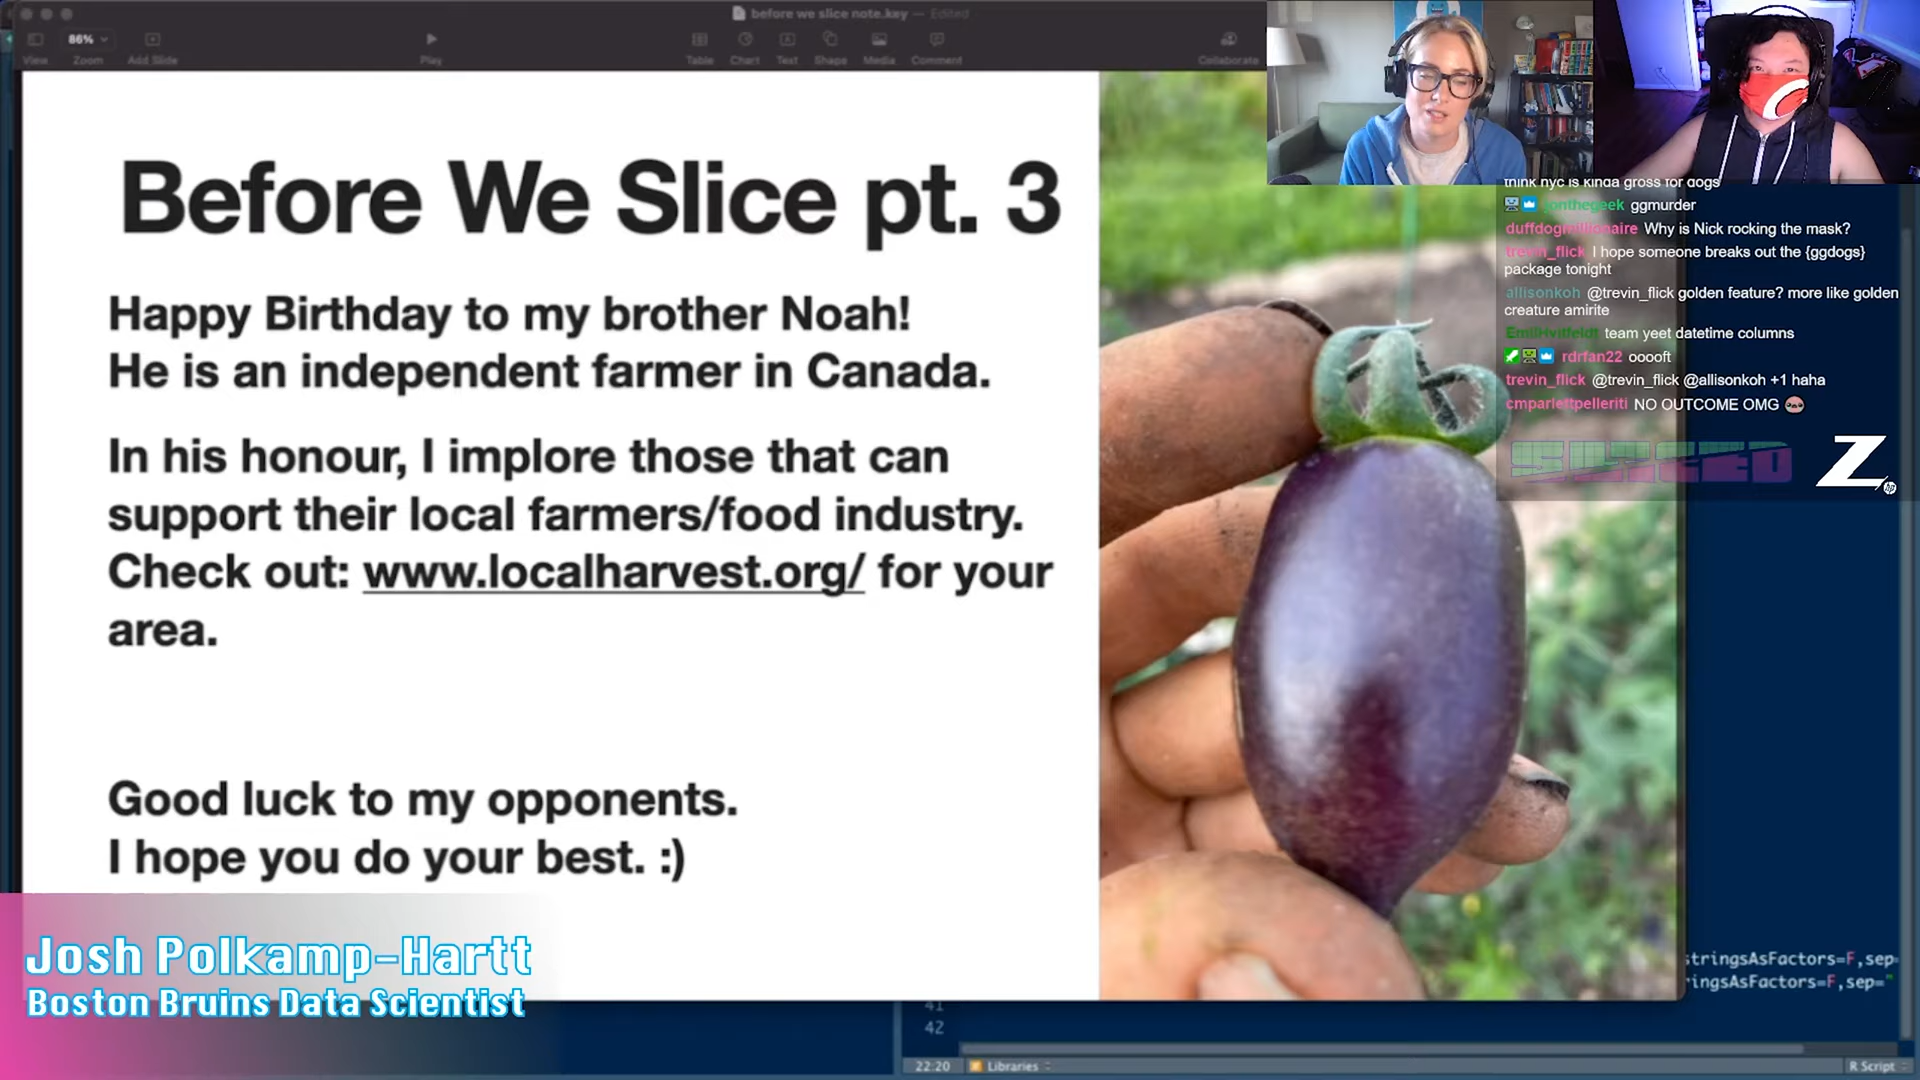 before we slice note.key — Edited
86%
View Zoom Add Slide Play Table Chart Text Shape Media Comment Collaborate
Before We Slice pt. 3
Happy Birthday to my brother Noah!
He is an independent farmer in Canada.
In his honour, I implore those that can
support their local farmers/food industry.
Check out: www.localharvest.org/ for your
area.
Good luck to my opponents.
I hope you do your best. :)
think nyc is kinda gross for dogs
jonthegeek ggmurder
duffdogmillionaire Why is Nick rocking the mask?
trevin_flick I hope someone breaks out the {ggdogs}
package tonight
allisonkoh @trevin_flick golden feature? more like golden
creature amirite
EmilHvitfeldt team yeet datetime columns
rdrfan22 ooooft
trevin_flick @trevin_flick @allisonkoh +1 haha
cmparlettpelleriti NO OUTCOME OMG
SLICED
Z
hp
Josh Polkamp-Hartt
Boston Bruins Data Scientist
stringsAsFactors=F,sep=
ingsAsFactors=F,sep="
41
42
22:20 Libraries R Script